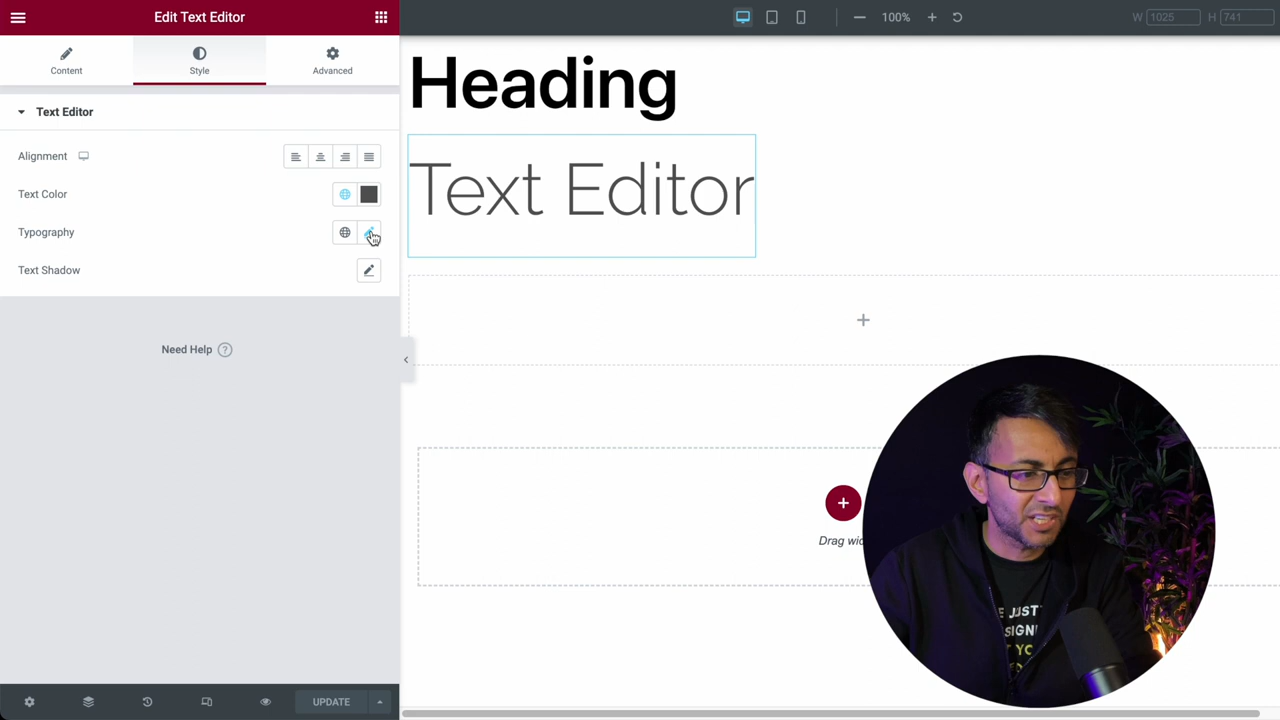 Edit Text Editor
100%
W 1025 H 741
Content
Style
Advanced
Text Editor
Alignment
Text Color
Typography
Text Shadow
Need Help ?
UPDATE
Heading
Text Editor
Drag
E JUST